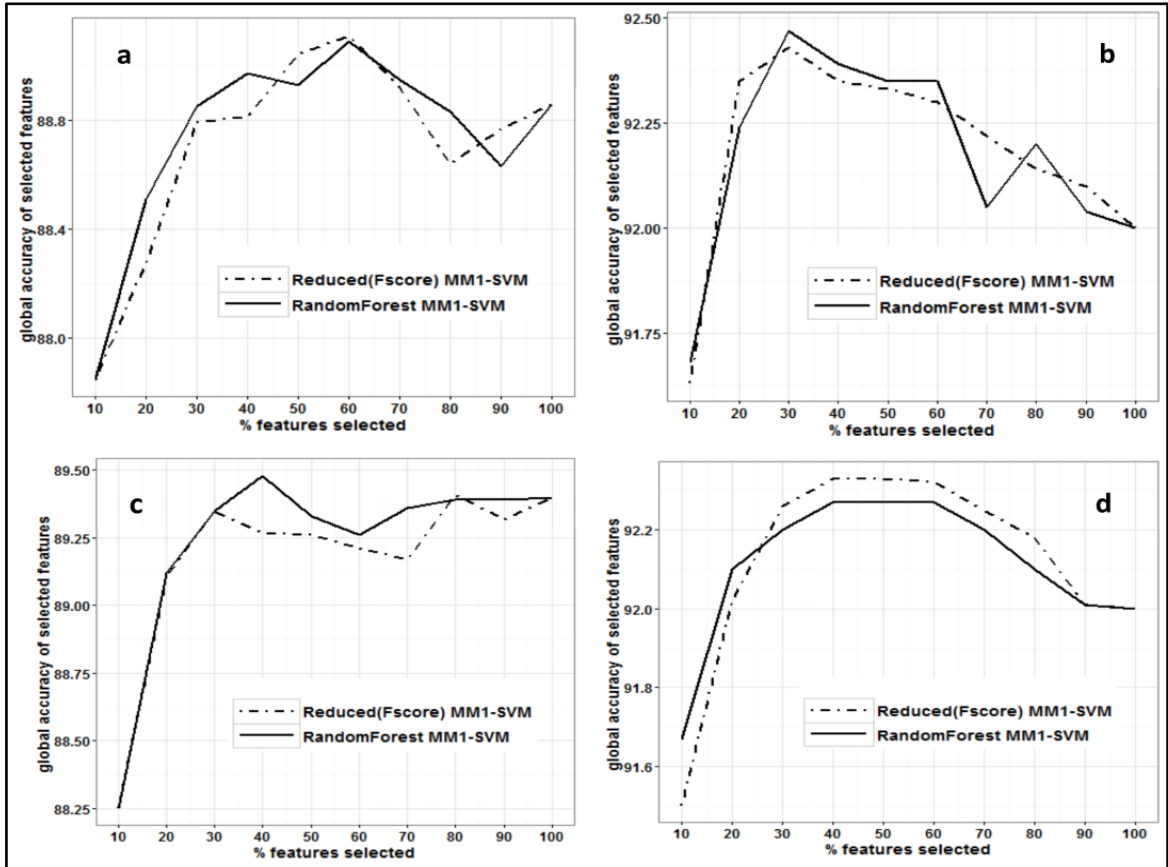 a
global accuracy of selected features
88.8
88.4
88.0
Reduced(Fscore) MM1-SVM
RandomForest MM1-SVM
10 20 30 40 50 60 70 80 90 100
% features selected
b
global accuracy of selected features
92.50
92.25
92.00
91.75
Reduced(Fscore) MM1-SVM
RandomForest MM1-SVM
10 20 30 40 50 60 70 80 90 100
% features selected
c
global accuracy of selected features
89.50
89.25
89.00
88.75
88.50
88.25
Reduced(Fscore) MM1-SVM
RandomForest MM1-SVM
10 20 30 40 50 60 70 80 90 100
% features selected
d
global accuracy of selected features
92.2
92.0
91.8
91.6
Reduced(Fscore) MM1-SVM
RandomForest MM1-SVM
10 20 30 40 50 60 70 80 90 100
% features selected